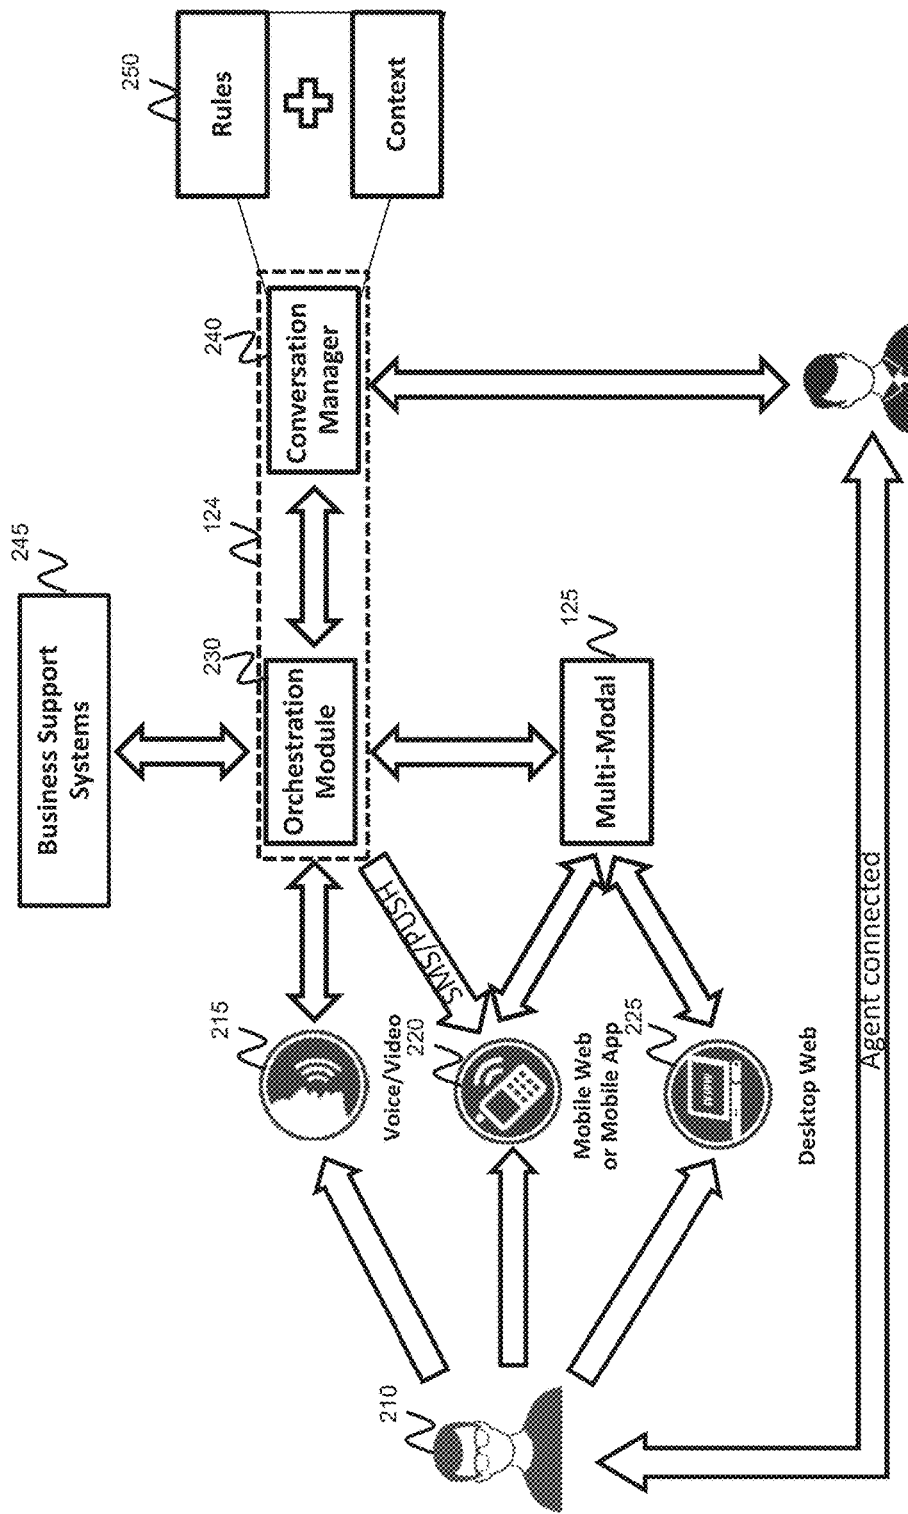 245
Business Support
Systems
250
Rules
Context
240
Conversation
Manager
124
230
Orchestration
Module
125
Multi-Modal
SMS/PUSH
215
Voice/Video
220
Mobile Web
or Mobile App
225
Desktop Web
210
Agent connected